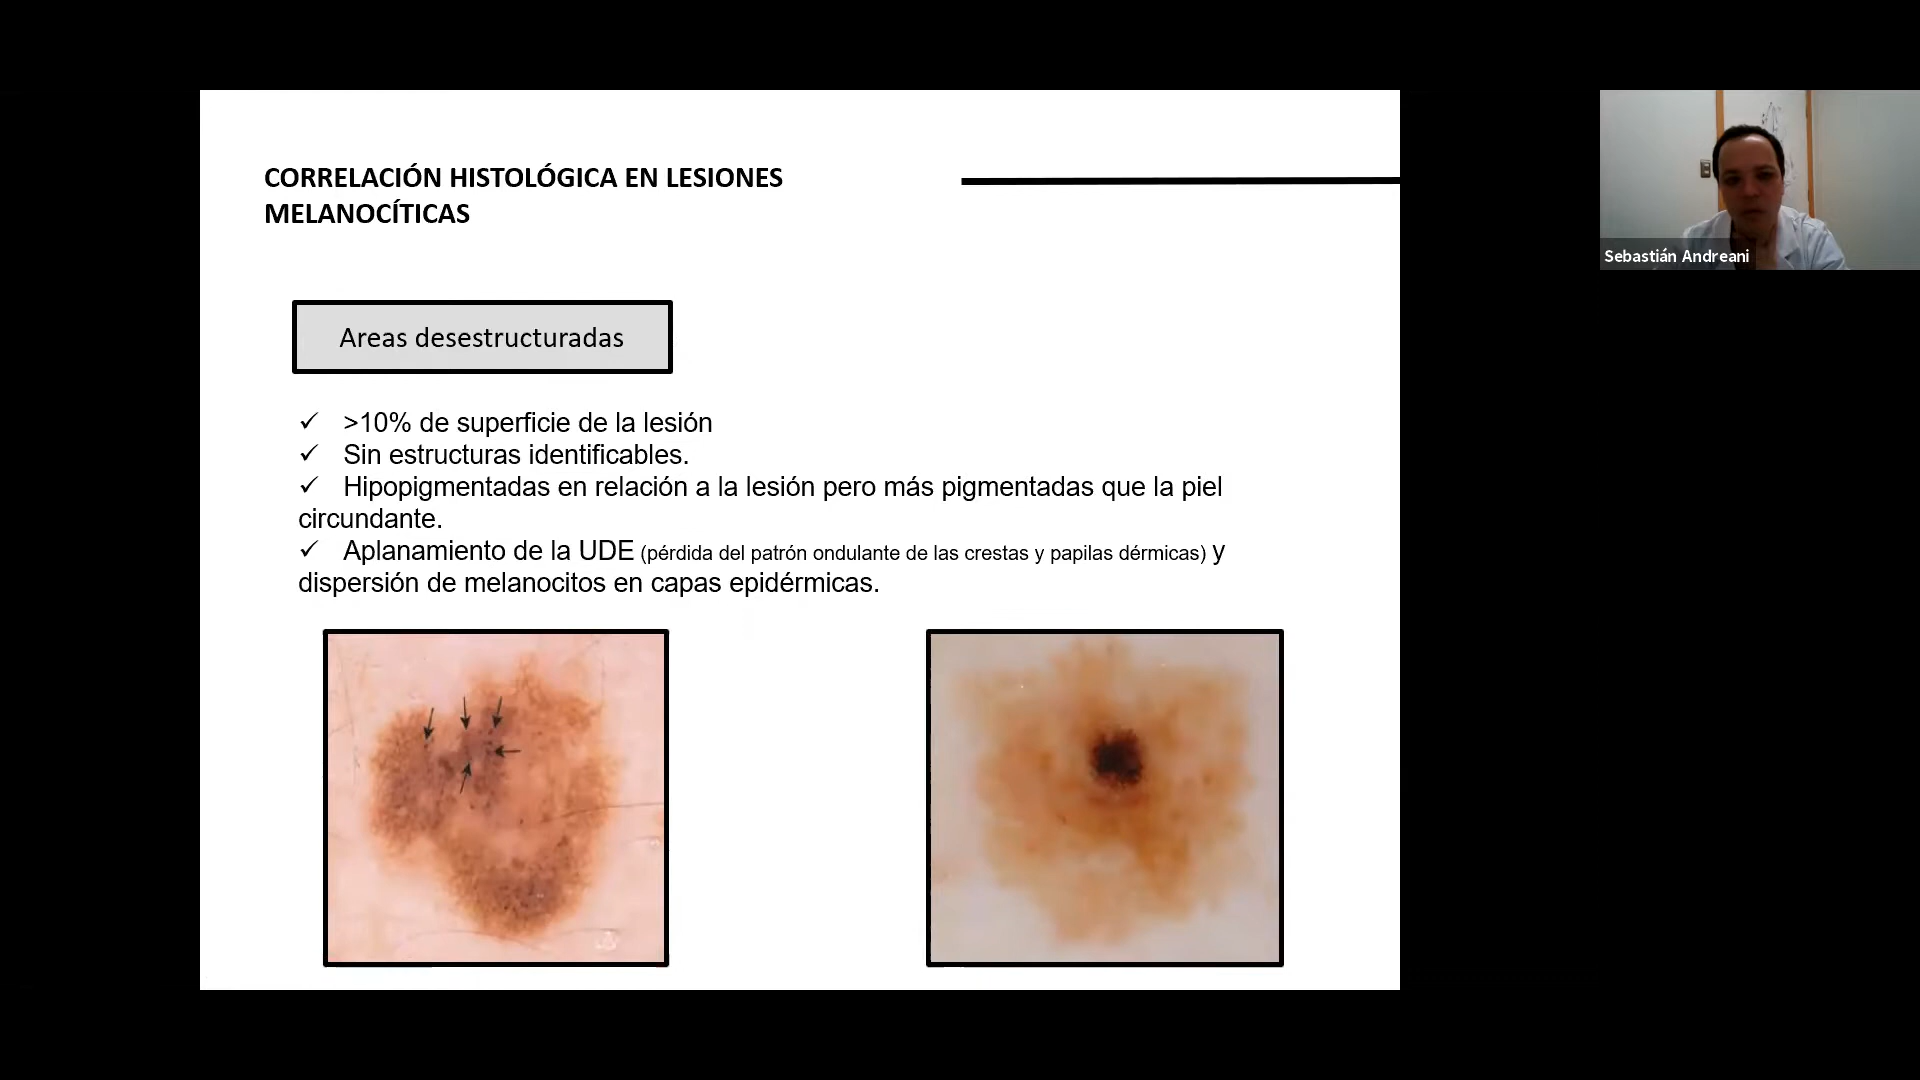 CORRELACIÓN HISTOLÓGICA EN LESIONES
MELANOCÍTICAS
Sebastián Andreani
Areas desestructuradas
✓ >10% de superficie de la lesión
✓ Sin estructuras identificables.
✓ Hipopigmentadas en relación a la lesión pero más pigmentadas que la piel
circundante.
✓ Aplanamiento de la UDE (pérdida del patrón ondulante de las crestas y papilas dérmicas) y
dispersión de melanocitos en capas epidérmicas.